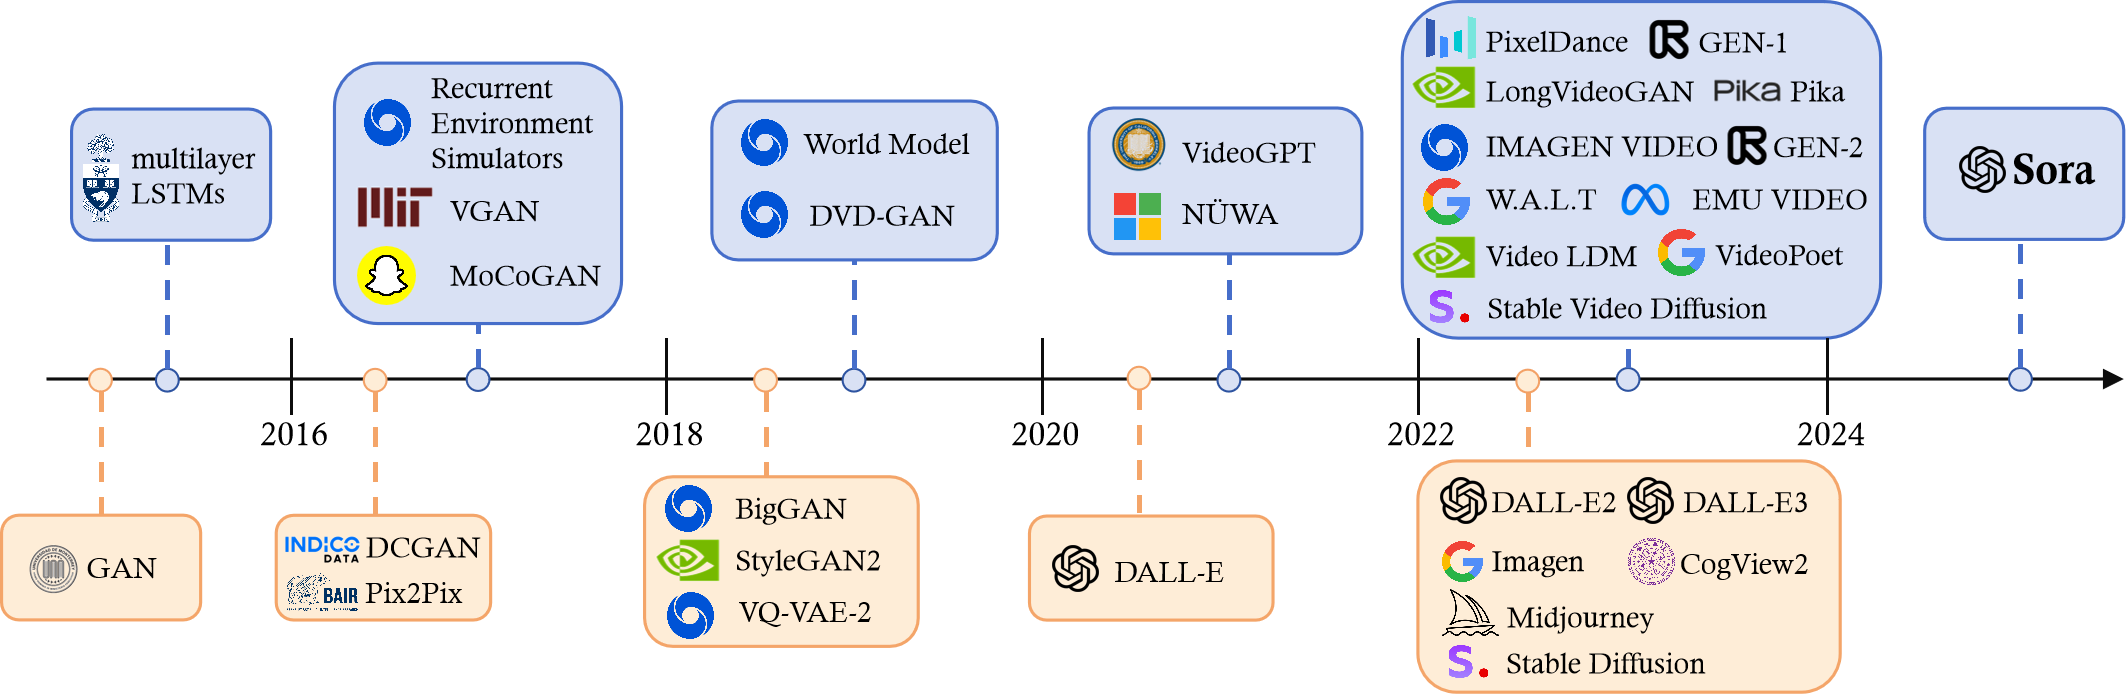 multilayer
LSTMs
Recurrent
Environment
Simulators
MIT VGAN
MoCoGAN
World Model
DVD-GAN
VideoGPT
NÜWA
PixelDance GEN-1
LongVideoGAN Pika Pika
IMAGEN VIDEO GEN-2
W.A.L.T EMU VIDEO
Video LDM VideoPoet
S. Stable Video Diffusion
Sora
2016
2018
2020
2022
2024
GAN
INDICO DATA DCGAN
BAIR Pix2Pix
BigGAN
StyleGAN2
VQ-VAE-2
DALL-E
DALL-E2 DALL-E3
Imagen CogView2
Midjourney
S. Stable Diffusion